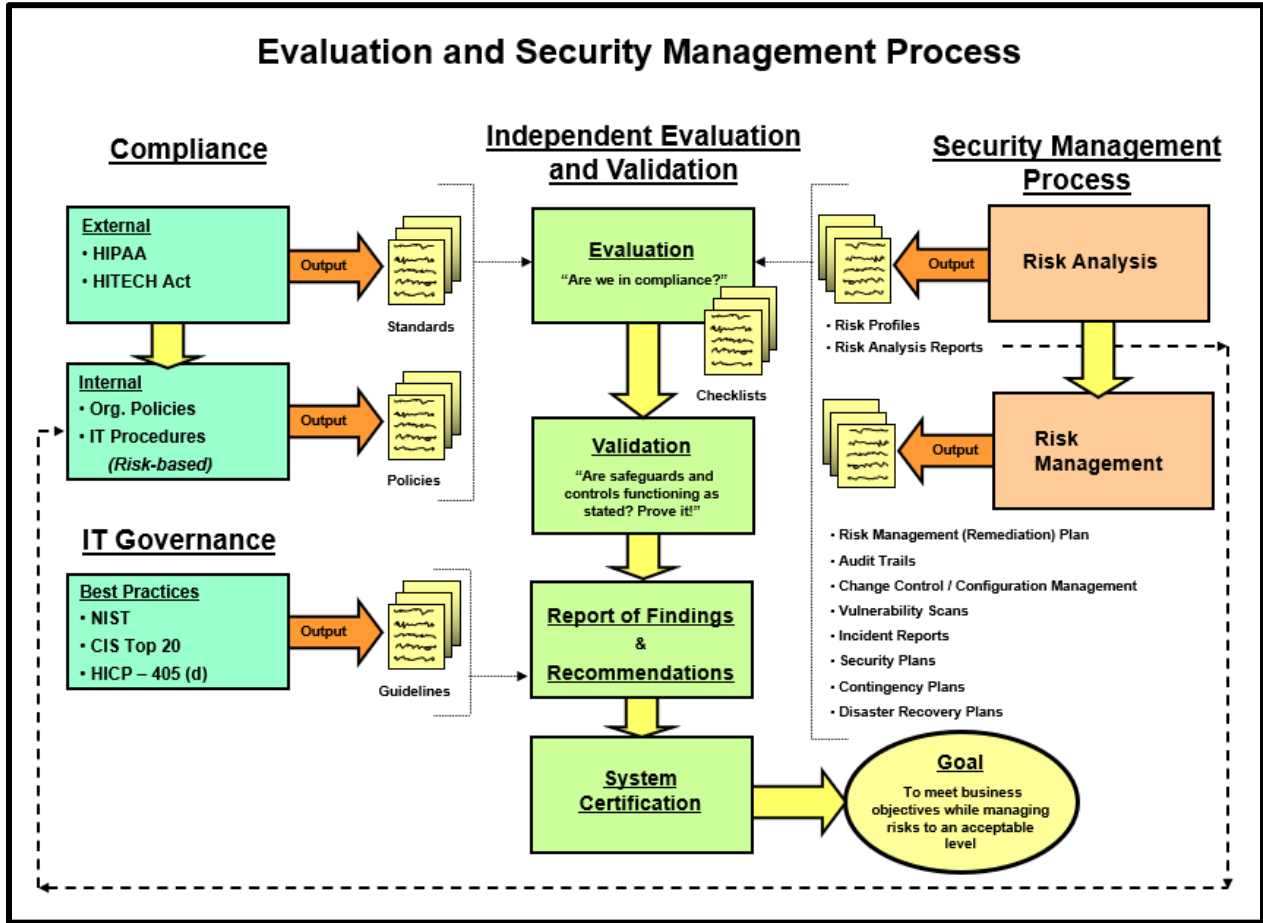 Evaluation and Security Management Process
Compliance
External
• HIPAA
• HITECH Act
Output
Standards
Internal
• Org. Policies
• IT Procedures
(Risk-based)
Output
Policies
IT Governance
Best Practices
• NIST
• CIS Top 20
• HICP – 405 (d)
Output
Guidelines
Independent Evaluation
and Validation
Evaluation
“Are we in compliance?”
Checklists
Validation
“Are safeguards and
controls functioning as
stated? Prove it!”
Report of Findings
&
Recommendations
System
Certification
Security Management
Process
Risk Analysis
Output
• Risk Profiles
• Risk Analysis Reports
Risk
Management
Output
• Risk Management (Remediation) Plan
• Audit Trails
• Change Control / Configuration Management
• Vulnerability Scans
• Incident Reports
• Security Plans
• Contingency Plans
• Disaster Recovery Plans
Goal
To meet business
objectives while managing
risks to an acceptable
level